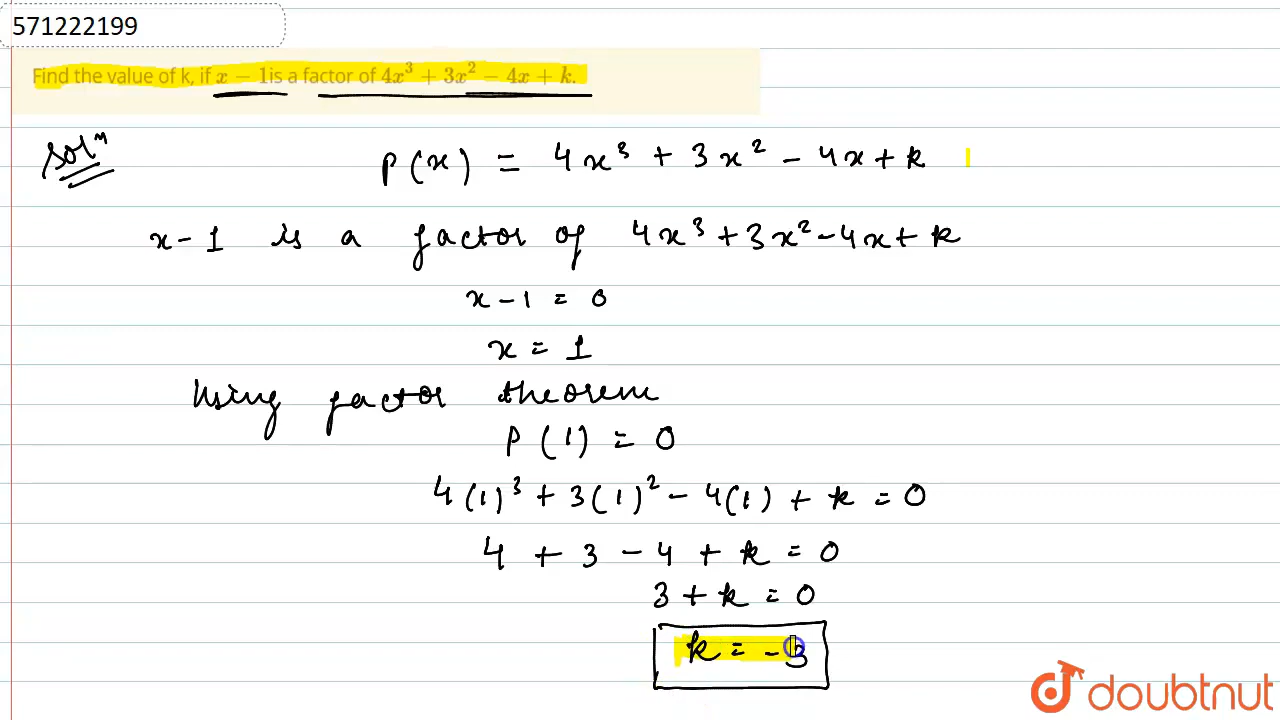 571222199
Find the value of k, if x − 1is a factor of 4x³ + 3x² − 4x + k.
Solⁿ
P(x) = 4x³ + 3x² − 4x + k
x − 1 is a factor of 4x³ + 3x² − 4x + k
x − 1 = 0
x = 1
Using factor theorem
P(1) = 0
4(1)³ + 3(1)² − 4(1) + k = 0
4 + 3 − 4 + k = 0
3 + k = 0
k = −3
doubtnut